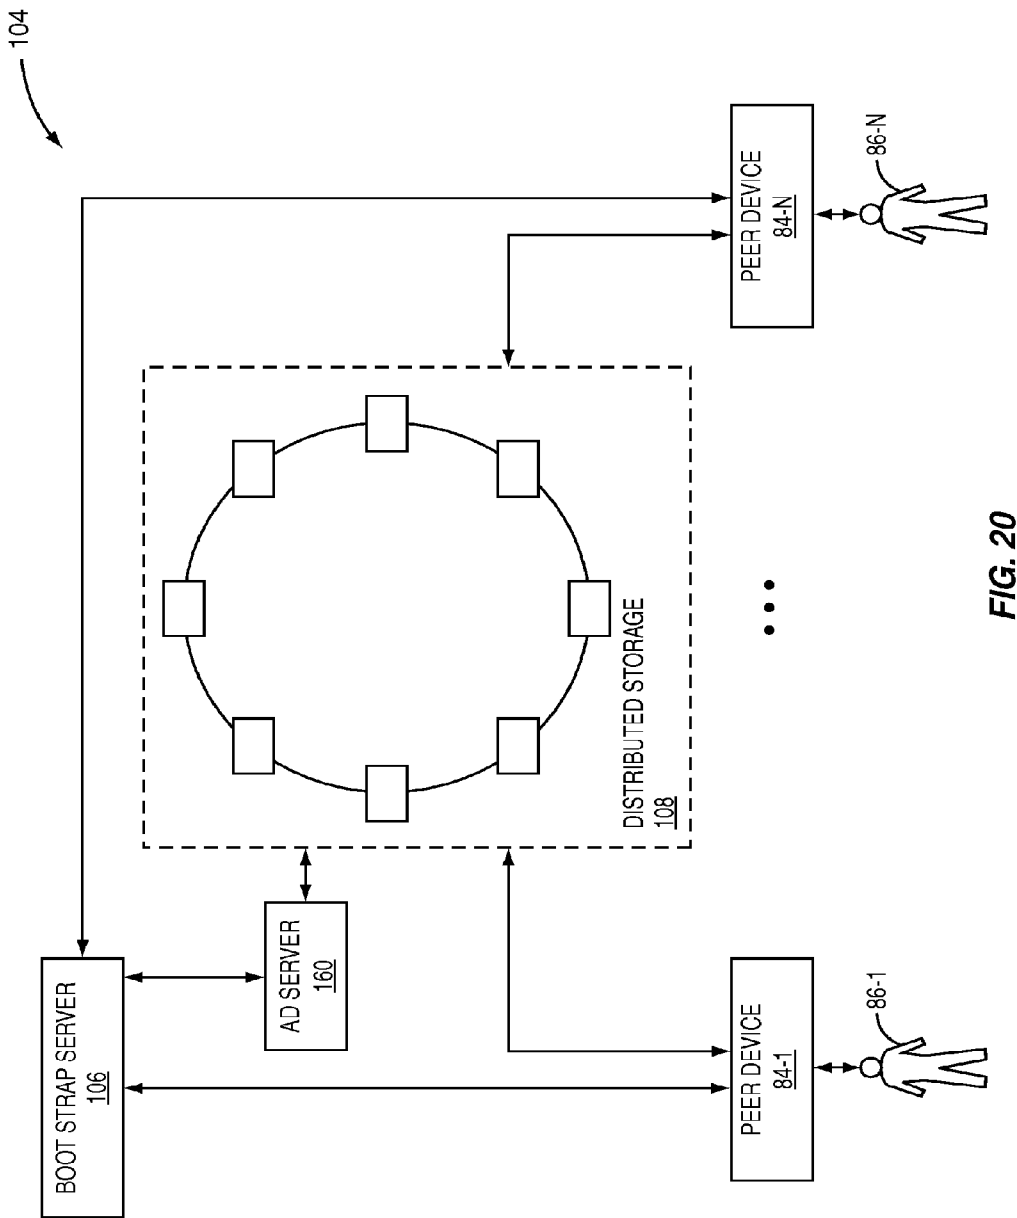 104
BOOT STRAP SERVER
106
AD SERVER
160
DISTRIBUTED STORAGE
108
PEER DEVICE
84-1
86-1
PEER DEVICE
84-N
86-N
FIG. 20